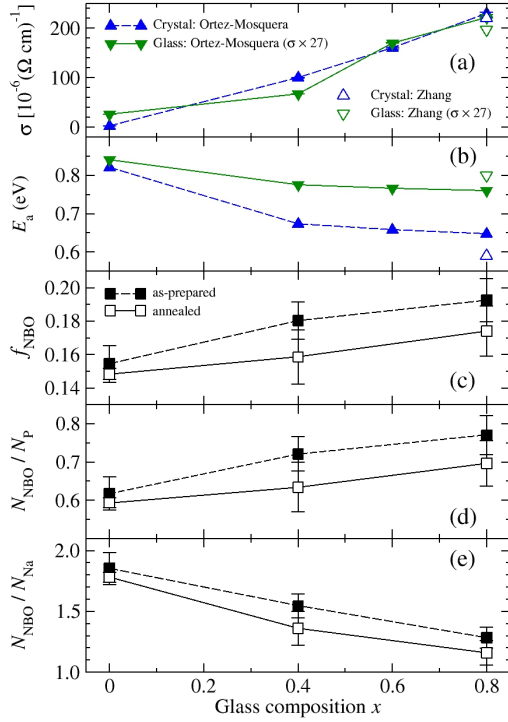 200
100
0
σ [10⁻⁶(Ω cm)⁻¹]
Crystal: Ortez-Mosquera
Glass: Ortez-Mosquera (σ × 27)
(a)
Crystal: Zhang
Glass: Zhang (σ × 27)
0.8
0.7
0.6
Eₐ (eV)
(b)
0.20
0.18
0.16
0.14
f_NBO
as-prepared
annealed
(c)
0.8
0.7
0.6
N_NBO / N_P
(d)
2.0
1.5
1.0
N_NBO / N_Na
(e)
0 0.2 0.4 0.6 0.8
Glass composition x